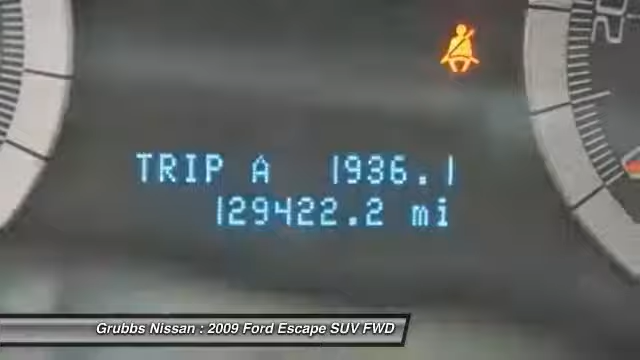 TRIP A 1936.1
129422.2 mi
Grubbs Nissan : 2009 Ford Escape SUV FWD